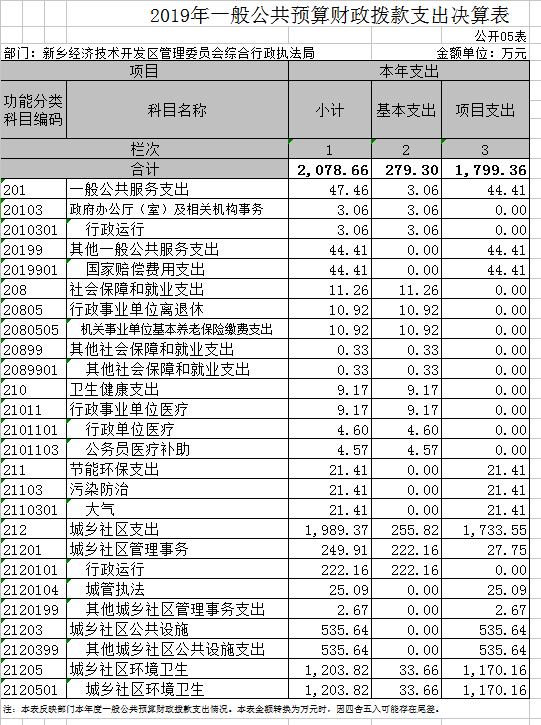 2019年一般公共预算财政拨款支出决算表
公开05表
部门：新乡经济技术开发区管理委员会综合行政执法局 金额单位：万元
项目 本年支出
功能分类科目编码 科目名称 小计 基本支出 项目支出
栏次 1 2 3
合计 2,078.66 279.30 1,799.36
201 一般公共服务支出 47.46 3.06 44.41
20103 政府办公厅（室）及相关机构事务 3.06 3.06 0.00
2010301 行政运行 3.06 3.06 0.00
20199 其他一般公共服务支出 44.41 0.00 44.41
2019901 国家赔偿费用支出 44.41 0.00 44.41
208 社会保障和就业支出 11.26 11.26 0.00
20805 行政事业单位离退休 10.92 10.92 0.00
2080505 机关事业单位基本养老保险缴费支出 10.92 10.92 0.00
20899 其他社会保障和就业支出 0.33 0.33 0.00
2089901 其他社会保障和就业支出 0.33 0.33 0.00
210 卫生健康支出 9.17 9.17 0.00
21011 行政事业单位医疗 9.17 9.17 0.00
2101101 行政单位医疗 4.60 4.60 0.00
2101103 公务员医疗补助 4.57 4.57 0.00
211 节能环保支出 21.41 0.00 21.41
21103 污染防治 21.41 0.00 21.41
2110301 大气 21.41 0.00 21.41
212 城乡社区支出 1,989.37 255.82 1,733.55
21201 城乡社区管理事务 249.91 222.16 27.75
2120101 行政运行 222.16 222.16 0.00
2120104 城管执法 25.09 0.00 25.09
2120199 其他城乡社区管理事务支出 2.67 0.00 2.67
21203 城乡社区公共设施 535.64 0.00 535.64
2120399 其他城乡社区公共设施支出 535.64 0.00 535.64
21205 城乡社区环境卫生 1,203.82 33.66 1,170.16
2120501 城乡社区环境卫生 1,203.82 33.66 1,170.16
注：本表反映部门本年度一般公共预算财政拨款支出情况。本表金额转换为万元时，因四舍五入可能存在尾差。